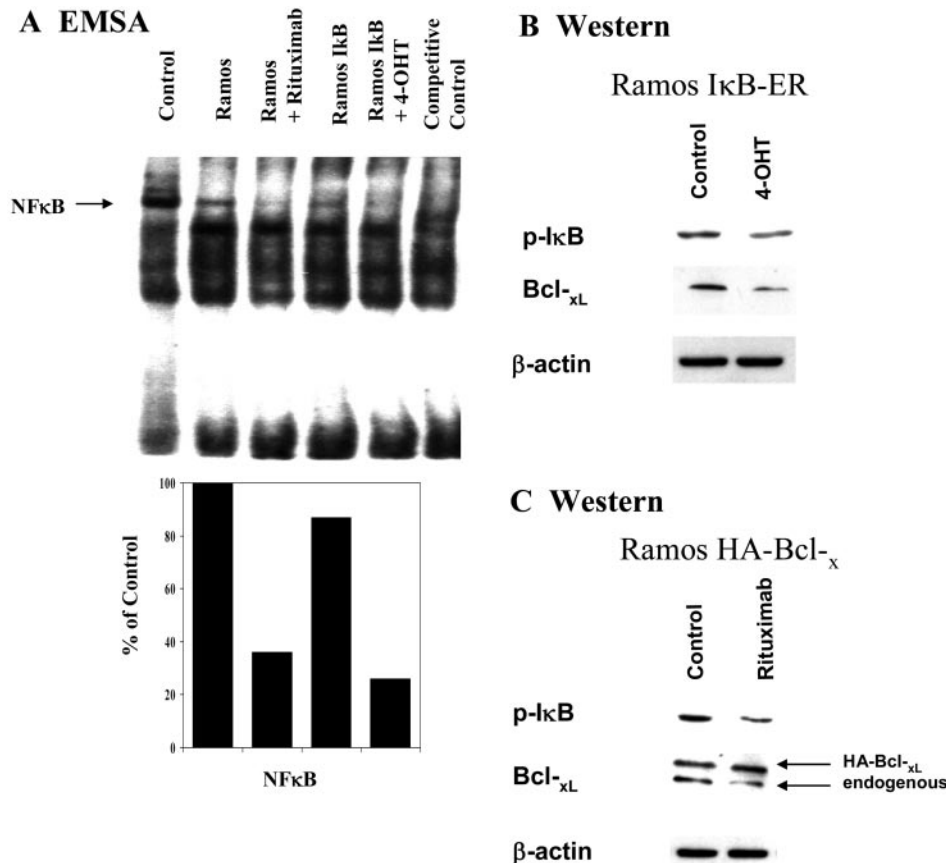 A EMSA
Control
Ramos
Ramos
+ Rituximab
Ramos IkB
Ramos IkB
+ 4-OHT
Competitive
Control
NFκB
% of Control
100
80
60
40
20
0
NFκB
B Western
Ramos IκB-ER
Control
4-OHT
p-IκB
Bcl-xL
β-actin
C Western
Ramos HA-Bcl-x
Control
Rituximab
p-IκB
Bcl-xL
HA-Bcl-xL
endogenous
β-actin